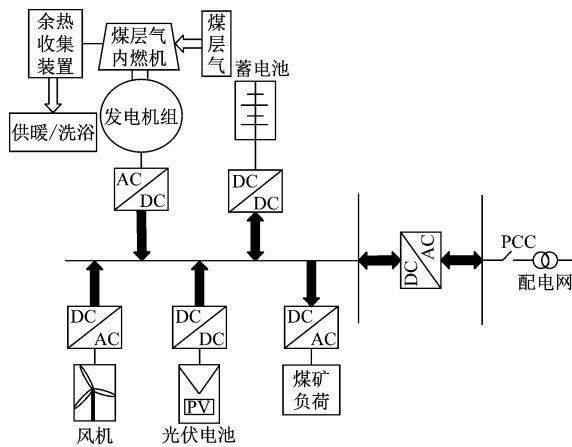 余热
收集
装置
煤层气
内燃机
煤
层
气
蓄电池
供暖/洗浴
发电机组
AC
DC
DC
DC
DC
AC
PCC
配电网
DC
AC
DC
DC
DC
AC
PV
煤矿
负荷
风机
光伏电池